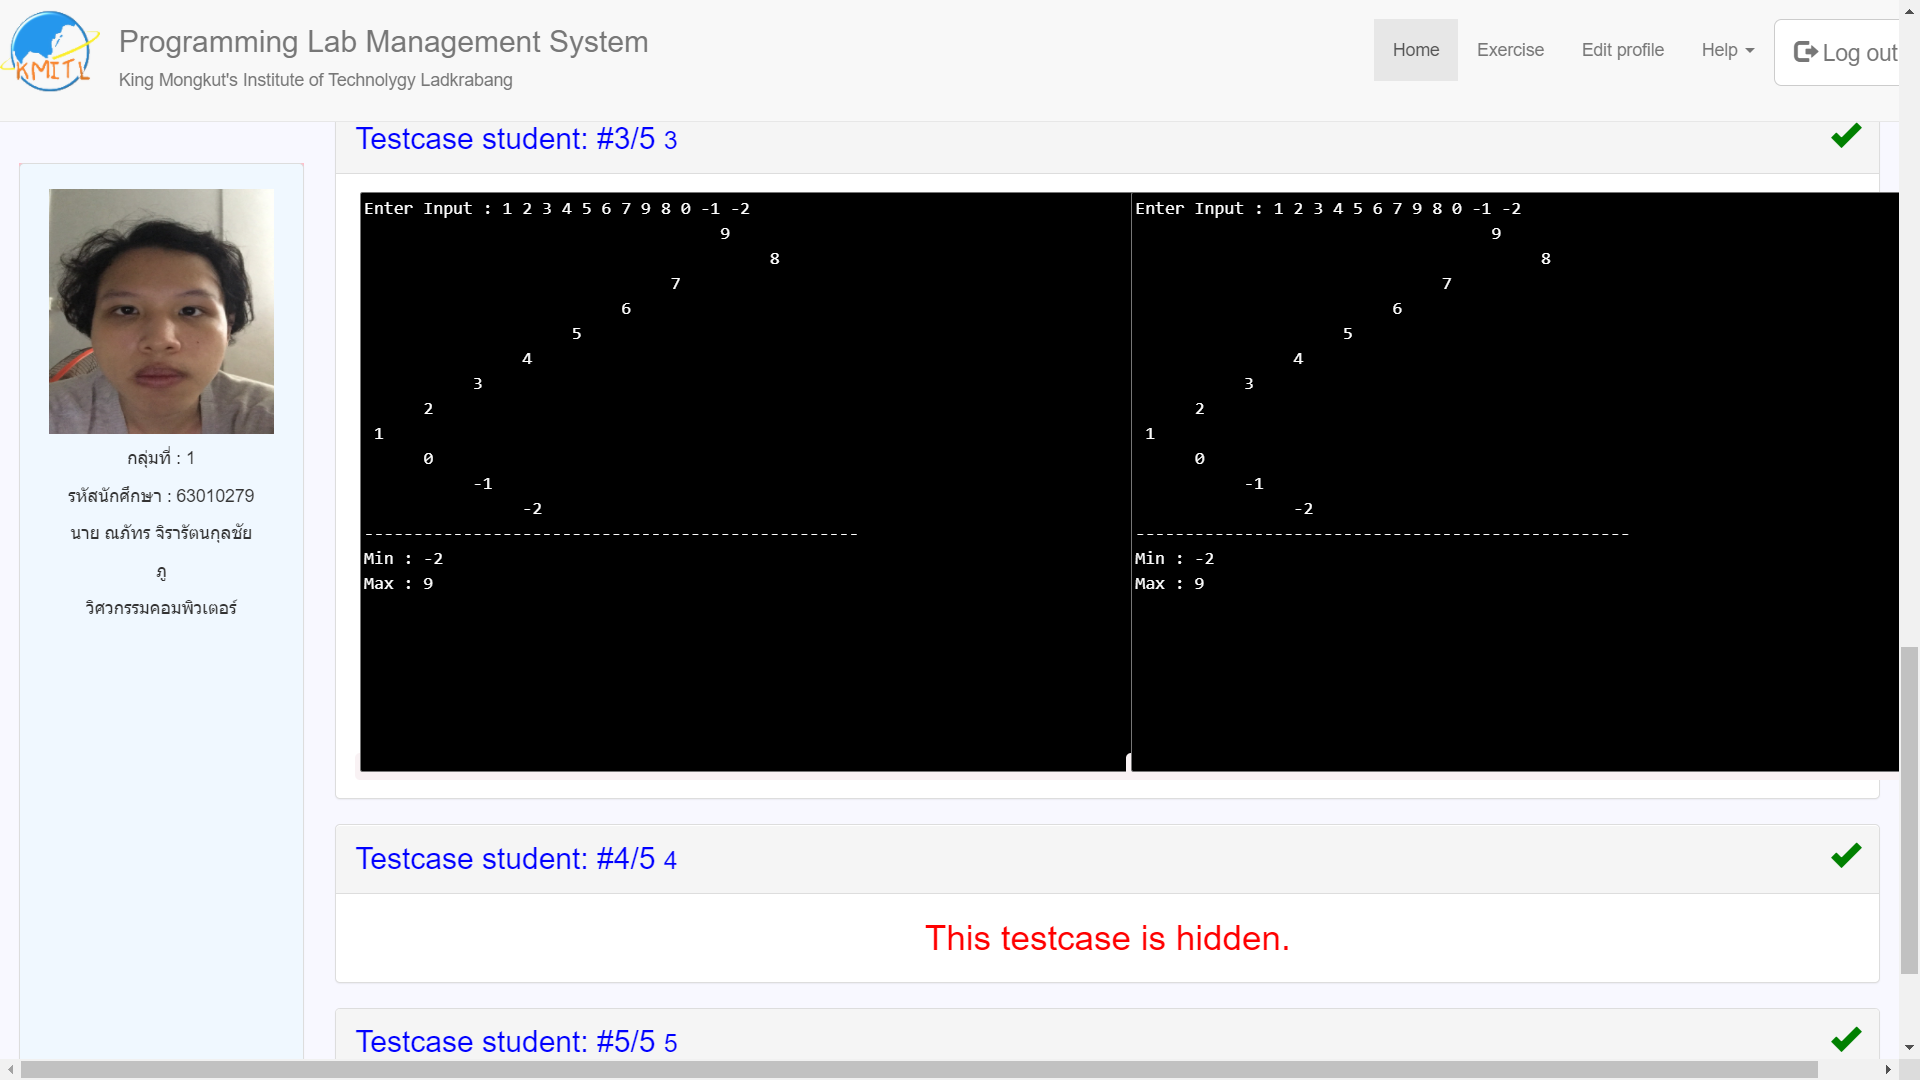 KMITL
Programming Lab Management System
King Mongkut's Institute of Technolygy Ladkrabang
Home
Exercise
Edit profile
Help
Log out
กลุ่มที่ : 1
รหัสนักศึกษา : 63010279
นาย ณภัทร จิรารัตนกุลชัย
ภู
วิศวกรรมคอมพิวเตอร์
Testcase student: #3/5 3
Enter Input : 1 2 3 4 5 6 7 9 8 0 -1 -2
9
8
7
6
5
4
3
2
1
0
-1
-2
--------------------------------------------------
Min : -2
Max : 9
Enter Input : 1 2 3 4 5 6 7 9 8 0 -1 -2
9
8
7
6
5
4
3
2
1
0
-1
-2
--------------------------------------------------
Min : -2
Max : 9
Testcase student: #4/5 4
This testcase is hidden.
Testcase student: #5/5 5